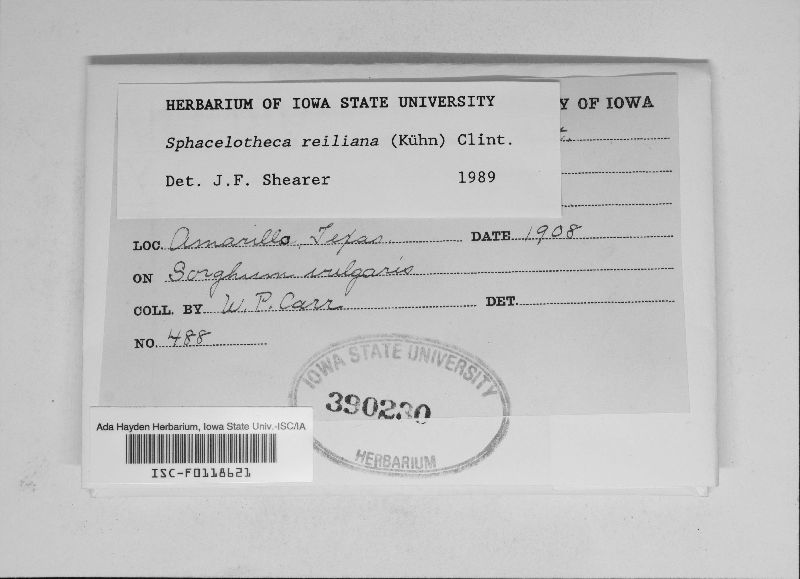 HERBARIUM OF IOWA STATE UNIVERSITY
Sphacelotheca reiliana (Kühn) Clint.
Det. J.F. Shearer 1989
Y OF IOWA
LOC. Amarillo, Texas DATE 1908
ON Sorghum vulgaris
COLL. BY W. P. Carr DET.
NO. 488
IOWA STATE UNIVERSITY
390230
HERBARIUM
Ada Hayden Herbarium, Iowa State Univ.-ISC/IA
ISC-F0118621